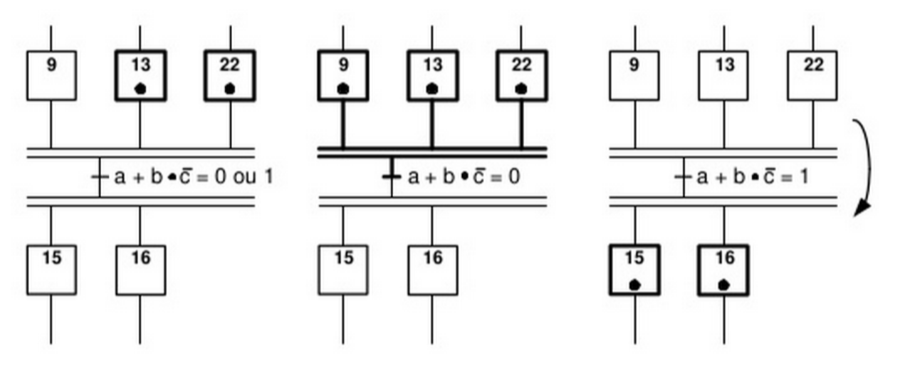 9 13 22 9 13 22 9 13 22
a + b • c̅ = 0 ou 1 a + b • c̅ = 0 a + b • c̅ = 1
15 16 15 16 15 16